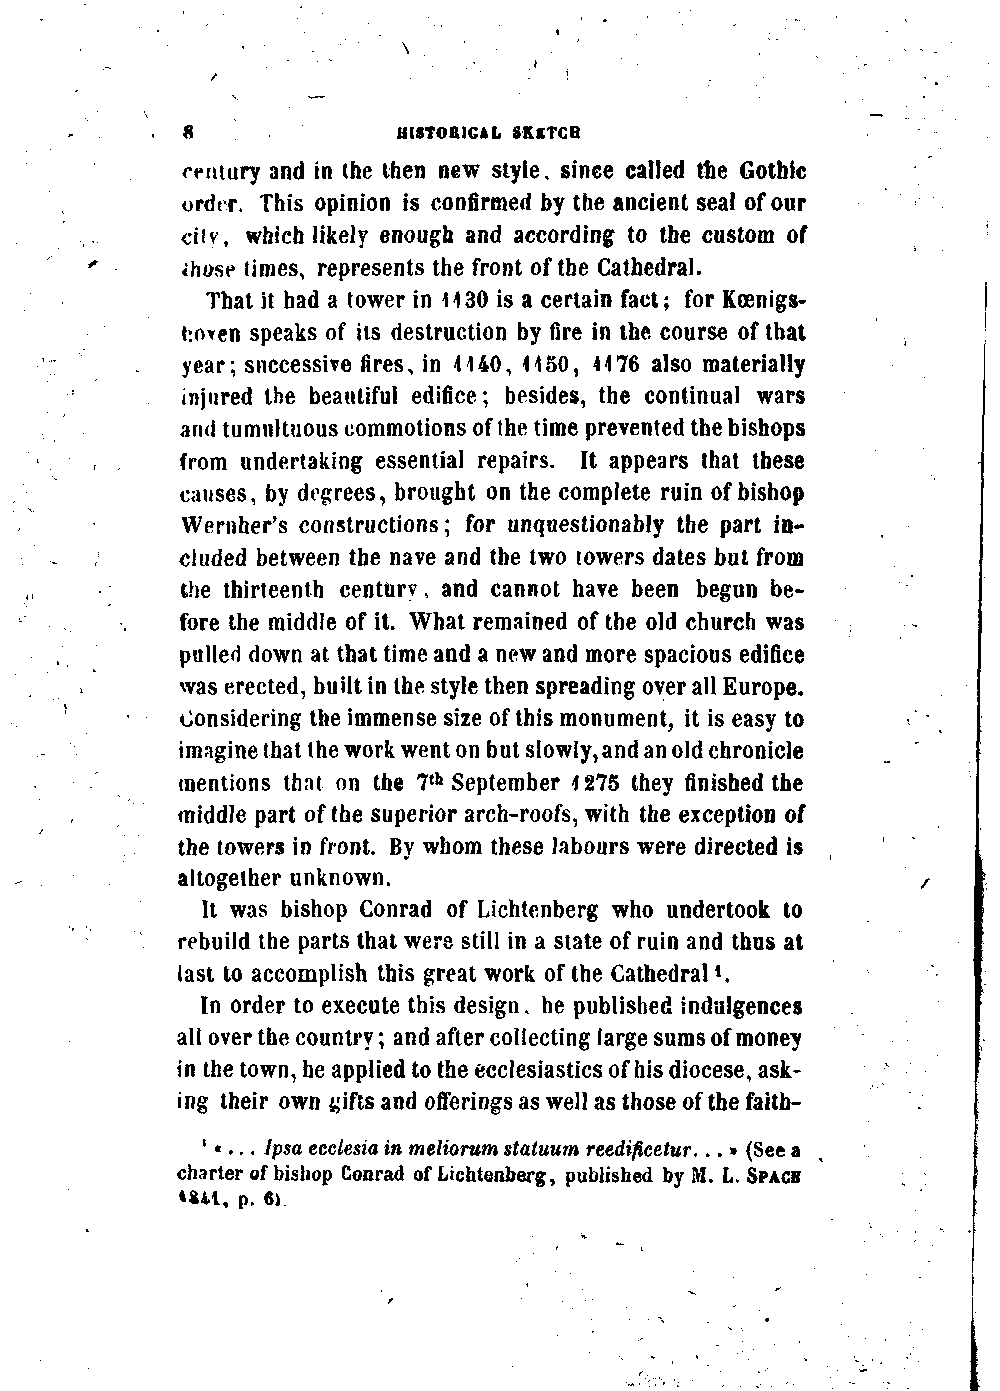 8 HISTORICAL SKETCH
century and in the then new style, since called the Gothic
order. This opinion is confirmed by the ancient seal of our
city, which likely enough and according to the custom of
those times, represents the front of the Cathedral.
That it had a tower in 1130 is a certain fact; for Kœnigs-
hoven speaks of its destruction by fire in the course of that
year; successive fires, in 1140, 1150, 1176 also materially
injured the beautiful edifice; besides, the continual wars
and tumultuous commotions of the time prevented the bishops
from undertaking essential repairs. It appears that these
causes, by degrees, brought on the complete ruin of bishop
Wernher's constructions; for unquestionably the part in-
cluded between the nave and the two towers dates but from
the thirteenth century, and cannot have been begun be-
fore the middle of it. What remained of the old church was
pulled down at that time and a new and more spacious edifice
was erected, built in the style then spreading over all Europe.
Considering the immense size of this monument, it is easy to
imagine that the work went on but slowly, and an old chronicle
mentions that on the 7th September 1275 they finished the
middle part of the superior arch-roofs, with the exception of
the towers in front. By whom these labours were directed is
altogether unknown.
It was bishop Conrad of Lichtenberg who undertook to
rebuild the parts that were still in a state of ruin and thus at
last to accomplish this great work of the Cathedral 1.
In order to execute this design, he published indulgences
all over the country; and after collecting large sums of money
in the town, he applied to the ecclesiastics of his diocese, ask-
ing their own gifts and offerings as well as those of the faith-
1 «... Ipsa ecclesia in meliorum statuum reedificetur...» (See a
charter of bishop Conrad of Lichtenberg, published by M. L. SPACH
1841, p. 6).